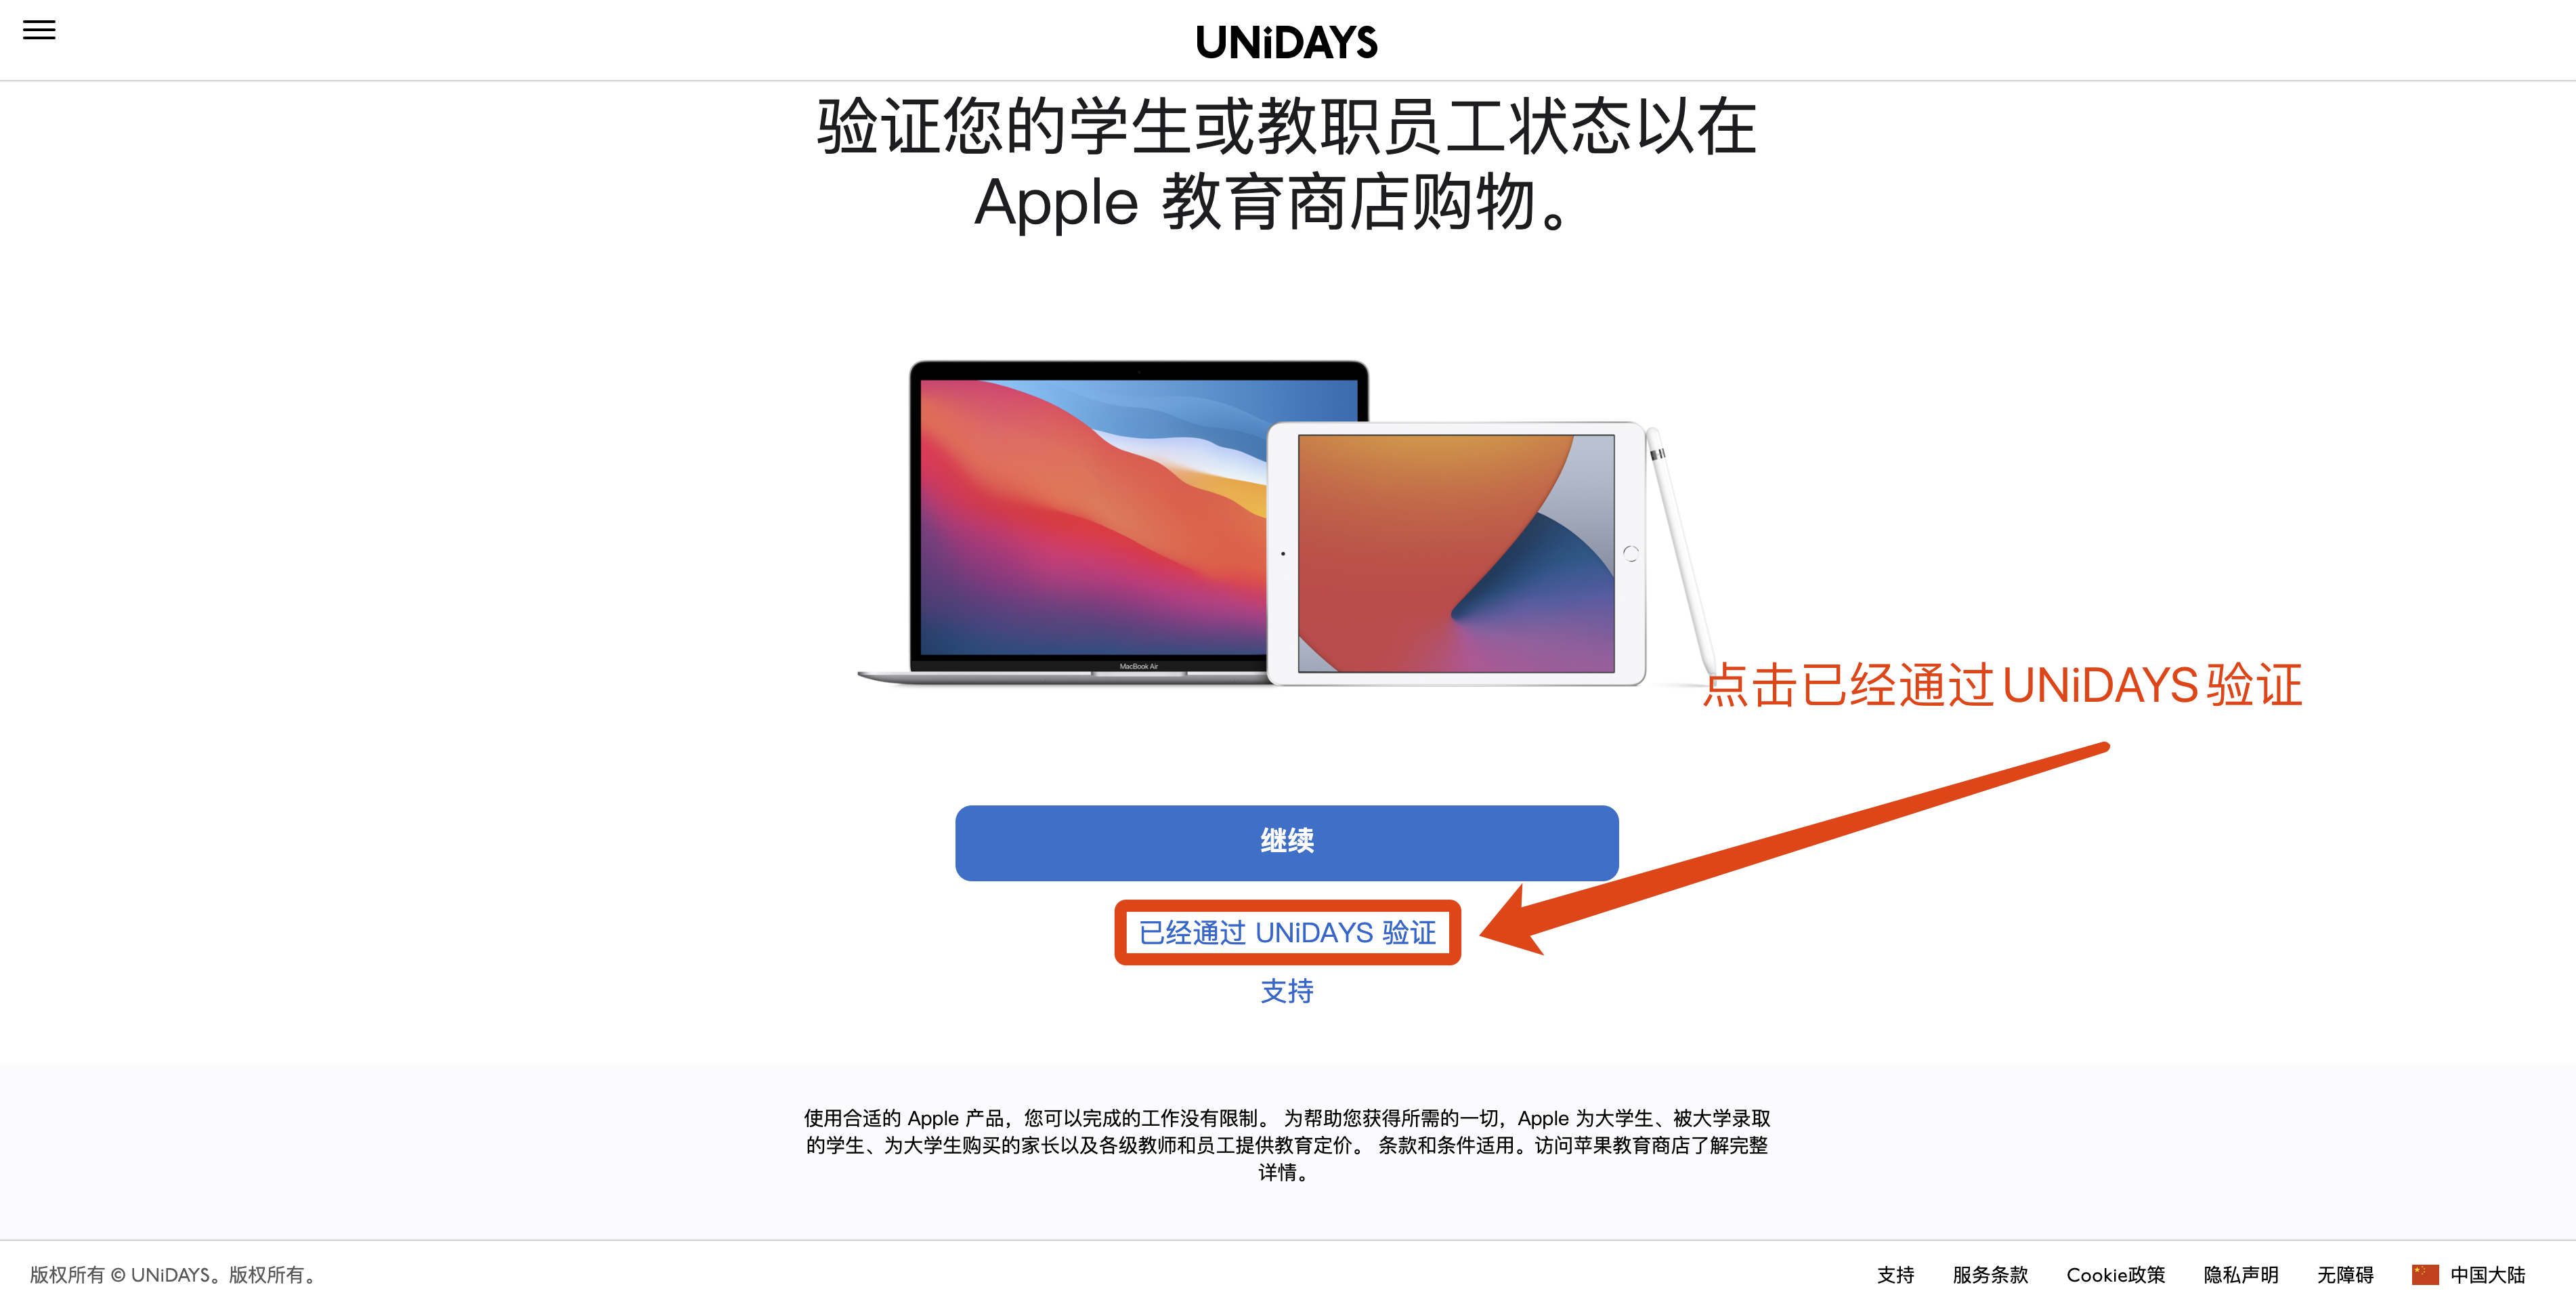 UNiDAYS
验证您的学生或教职员工状态以在
Apple 教育商店购物。
MacBook Air
点击已经通过UNiDAYS验证
继续
已经通过 UNiDAYS 验证
支持
使用合适的 Apple 产品，您可以完成的工作没有限制。 为帮助您获得所需的一切，Apple 为大学生、被大学录取
的学生、为大学生购买的家长以及各级教师和员工提供教育定价。 条款和条件适用。访问苹果教育商店了解完整
详情。
版权所有 © UNiDAYS。版权所有。
支持 服务条款 Cookie政策 隐私声明 无障碍 中国大陆